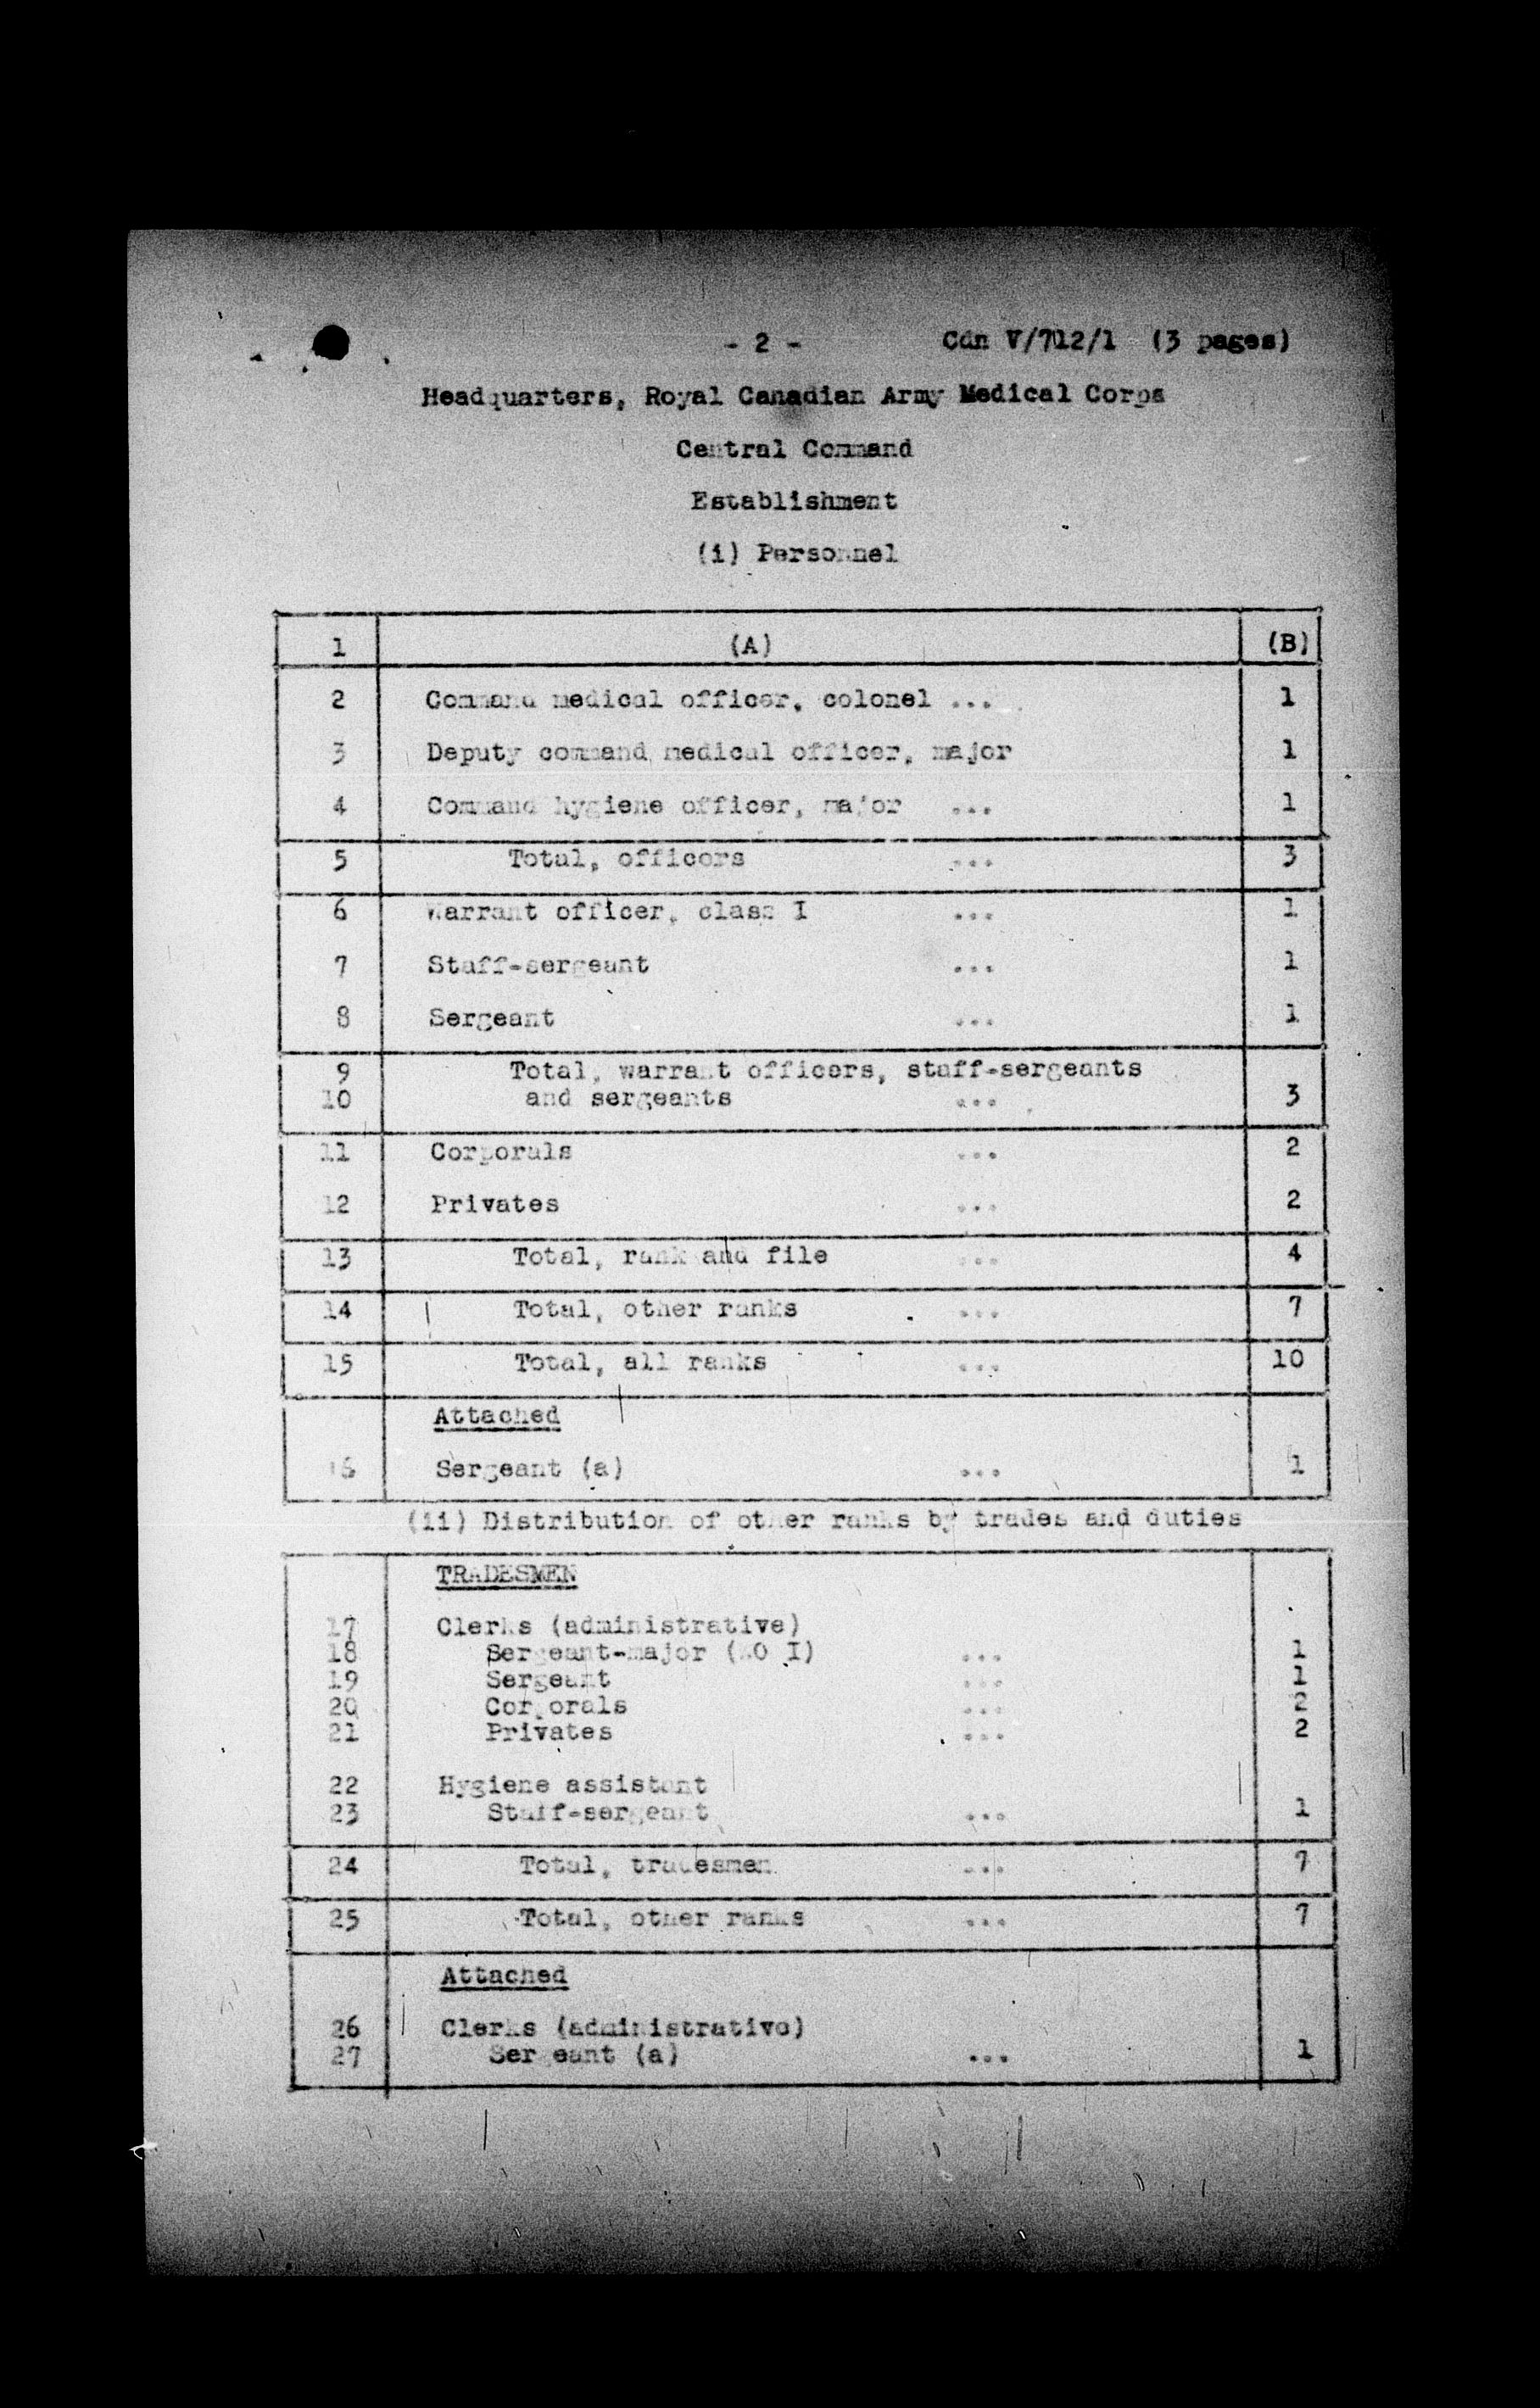 - 2 - Cdn V/712/1 (3 pages)
Headquarters, Royal Canadian Army Medical Corps
Central Command
Establishment
(i) Personnel
1 (A) (B)
2 Command medical officer, colonel ... 1
3 Deputy command medical officer, major 1
4 Command hygiene officer, major ... 1
5 Total, officers ... 3
6 Warrant officer, class I ... 1
7 Staff-sergeant ... 1
8 Sergeant ... 1
9 Total, warrant officers, staff-sergeants
10 and sergeants ... 3
11 Corporals ... 2
12 Privates ... 2
13 Total, rank and file ... 4
14 Total, other ranks ... 7
15 Total, all ranks ... 10
Attached
16 Sergeant (a) ... 1
(ii) Distribution of other ranks by trades and duties
TRADESMEN
17 Clerks (administrative)
18 Sergeant-major (WO I) ... 1
19 Sergeant ... 1
20 Corporals ... 2
21 Privates ... 2
22 Hygiene assistant
23 Staff-sergeant ... 1
24 Total, tradesmen ... 7
25 Total, other ranks ... 7
Attached
26 Clerks (administrative)
27 Sergeant (a) ... 1